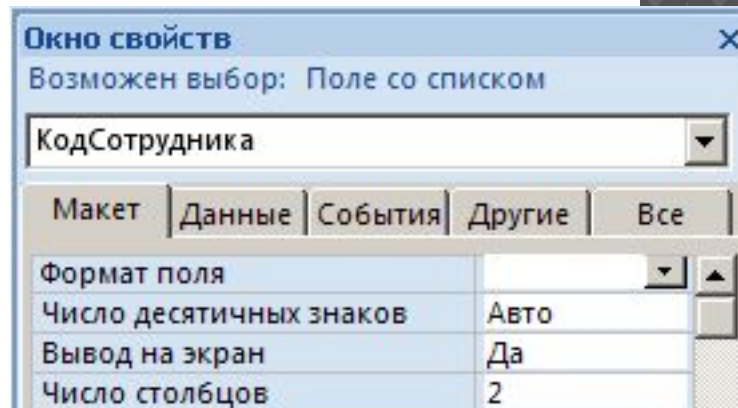 Окно свойств
Возможен выбор: Поле со списком
КодСотрудника
Макет Данные События Другие Все
Формат поля
Число десятичных знаков Авто
Вывод на экран Да
Число столбцов 2